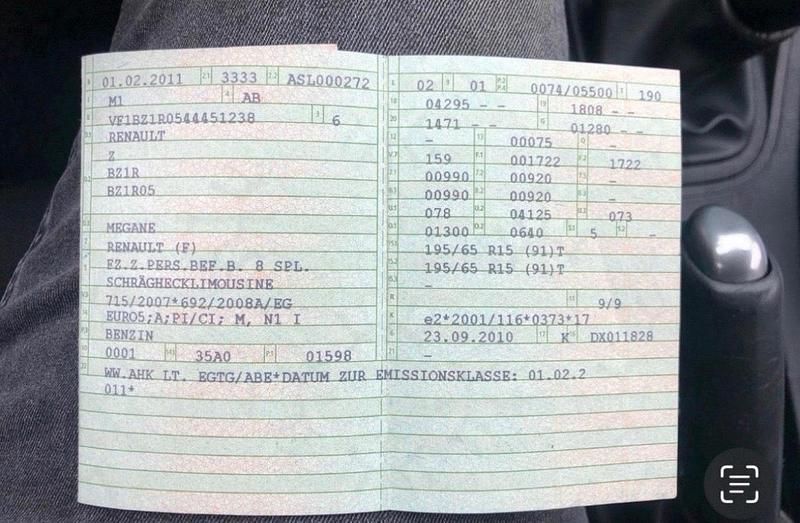 01.02.2011 3333 ASL000272
M1 AB
VF1BZ1R0544451238 6
RENAULT
Z
BZ1R
BZ1R05
MEGANE
RENAULT (F)
FZ.Z.PERS.BEF.B. 8 SPL.
SCHRÄGHECKLIMOUSINE
715/2007*692/2008A/EG
EURO5;A;PI/CI; M, N1 I
BENZIN
0001 35A0 01598
02 01 0074/05500 190
04295 - - 1808 - -
1471 - - 01280 - -
- 00075 -
159 001722 1722
00990 00920 -
00990 00920 -
078 04125 073
01300 0640 5 -
195/65 R15 (91)T
195/65 R15 (91)T
-
9/9
e2*2001/116*0373*17
23.09.2010 K DX011828
-
WW.AHK LT. EGTG/ABE*DATUM ZUR EMISSIONSKLASSE: 01.02.2
011*